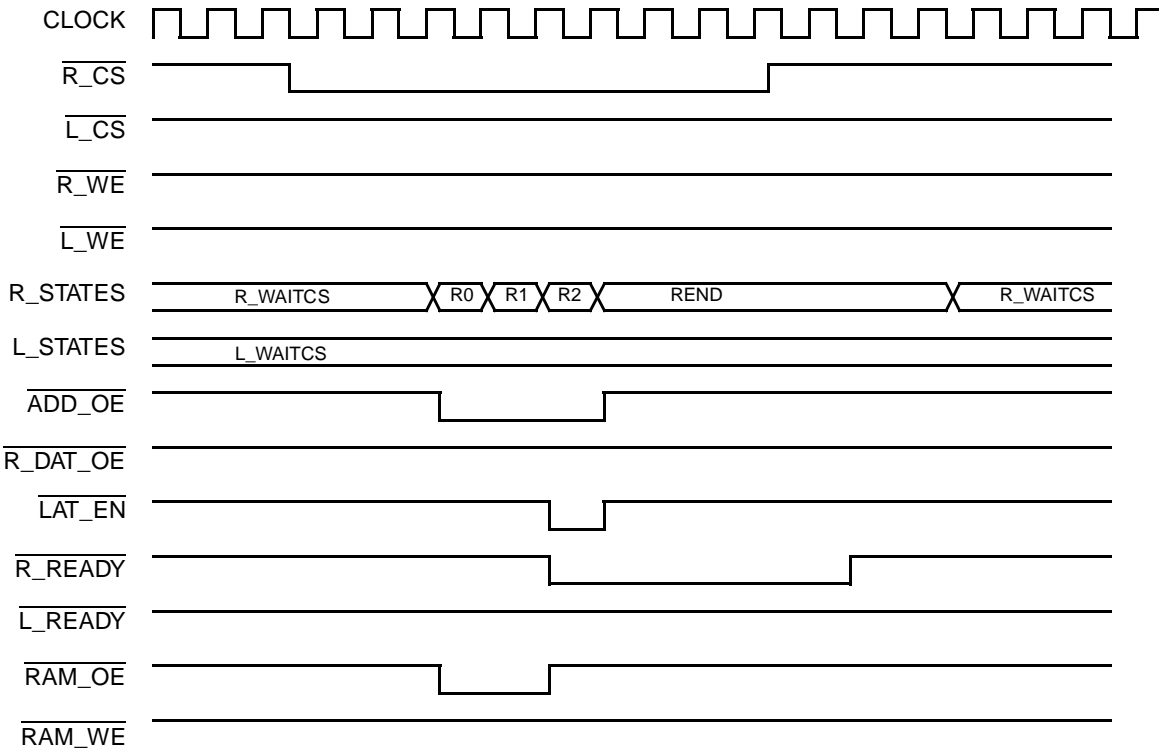 CLOCK
R_CS
L_CS
R_WE
L_WE
R_STATES R_WAITCS R0 R1 R2 REND R_WAITCS
L_STATES L_WAITCS
ADD_OE
R_DAT_OE
LAT_EN
R_READY
L_READY
RAM_OE
RAM_WE